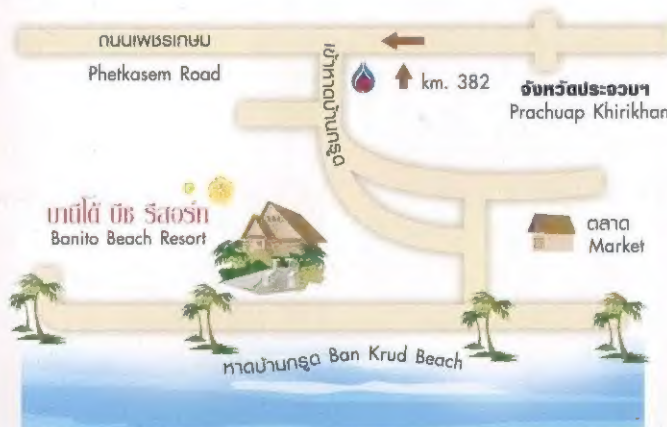 ถนนเพชรเกษม
Phetkasem Road
เข้าหาดบ้านกรูด
km. 382
จังหวัดประจวบฯ
Prachuap Khirikhan
บานีโต้ บีช รีสอร์ท
Banito Beach Resort
ตลาด
Market
หาดบ้านกรูด Ban Krud Beach